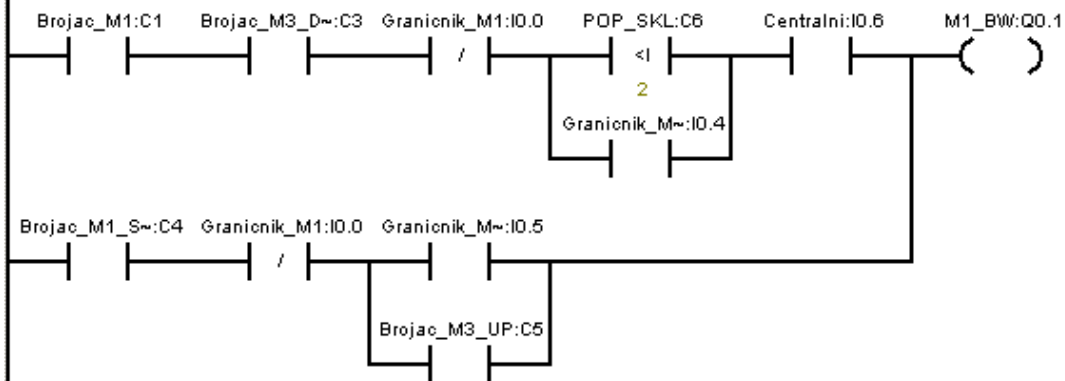 Brojac_M1:C1 Brojac_M3_D~:C3 Granicnik_M1:I0.0 POP_SKL:C6 Centralni:I0.6 M1_BW:Q0.1
/ <I
2
Granicnik_M~:I0.4
Brojac_M1_S~:C4 Granicnik_M1:I0.0 Granicnik_M~:I0.5
/
Brojac_M3_UP:C5